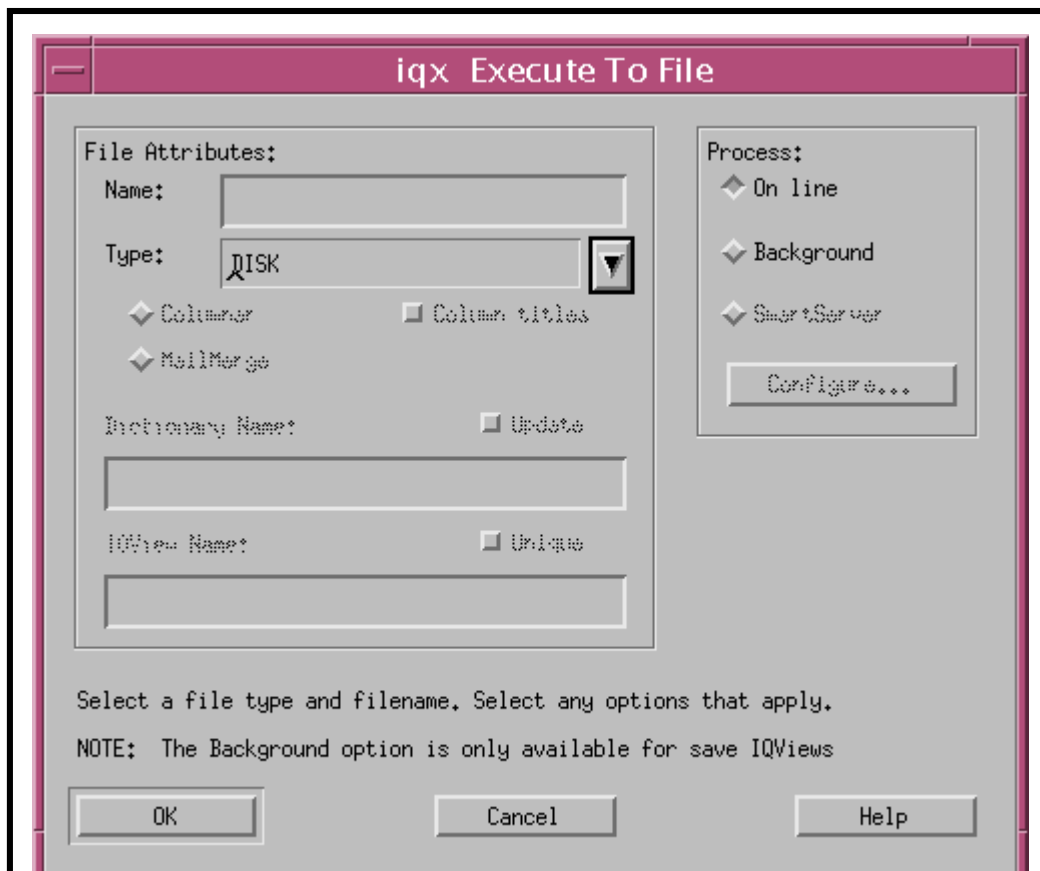 iqx Execute To File
File Attributes:
Name:
Type:
DISK
Columnar
Column titles
MailMerge
Dictionary Name:
Update
IQView Name:
Unique
Process:
On line
Background
SmartServer
Configure...
Select a file type and filename. Select any options that apply.
NOTE: The Background option is only available for save IQViews
OK
Cancel
Help